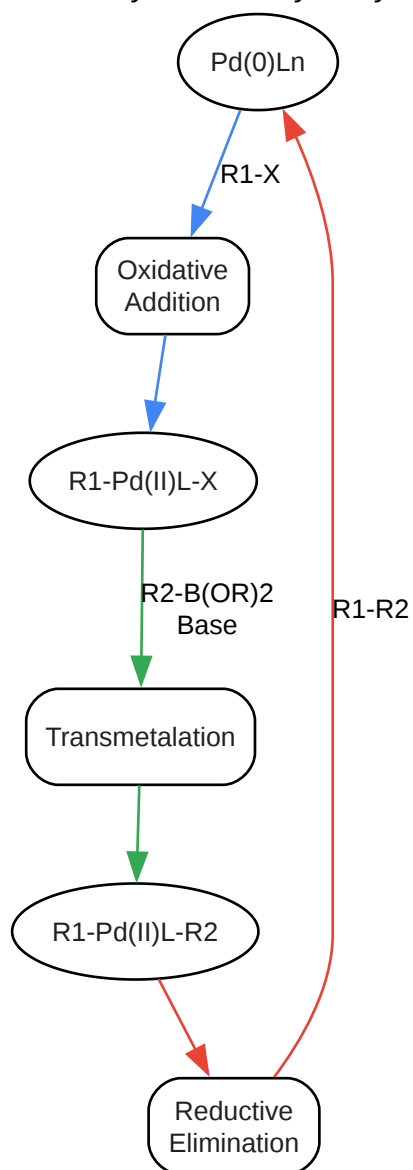 Pd(0)Ln
R1-X
Oxidative
Addition
R1-Pd(II)L-X
R2-B(OR)2
Base
R1-R2
Transmetalation
R1-Pd(II)L-R2
Reductive
Elimination